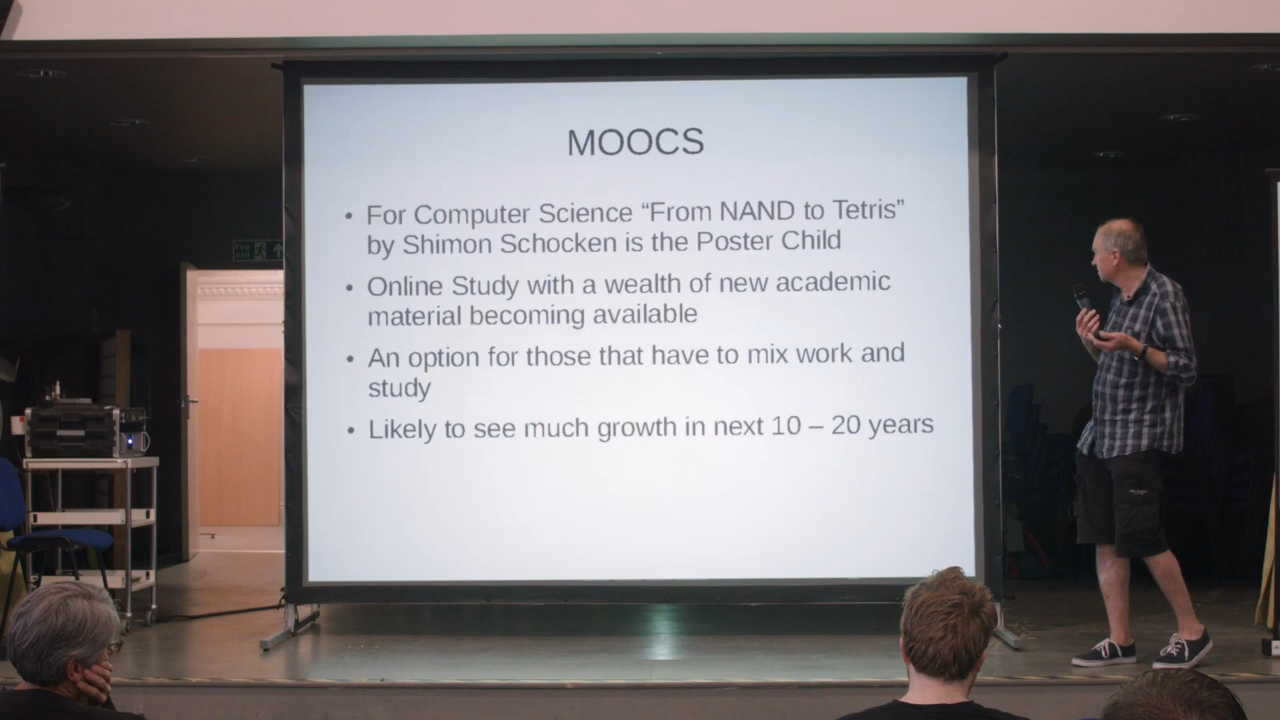 MOOCS
• For Computer Science “From NAND to Tetris”
by Shimon Schocken is the Poster Child
• Online Study with a wealth of new academic
material becoming available
• An option for those that have to mix work and
study
• Likely to see much growth in next 10 – 20 years
Fire
exit